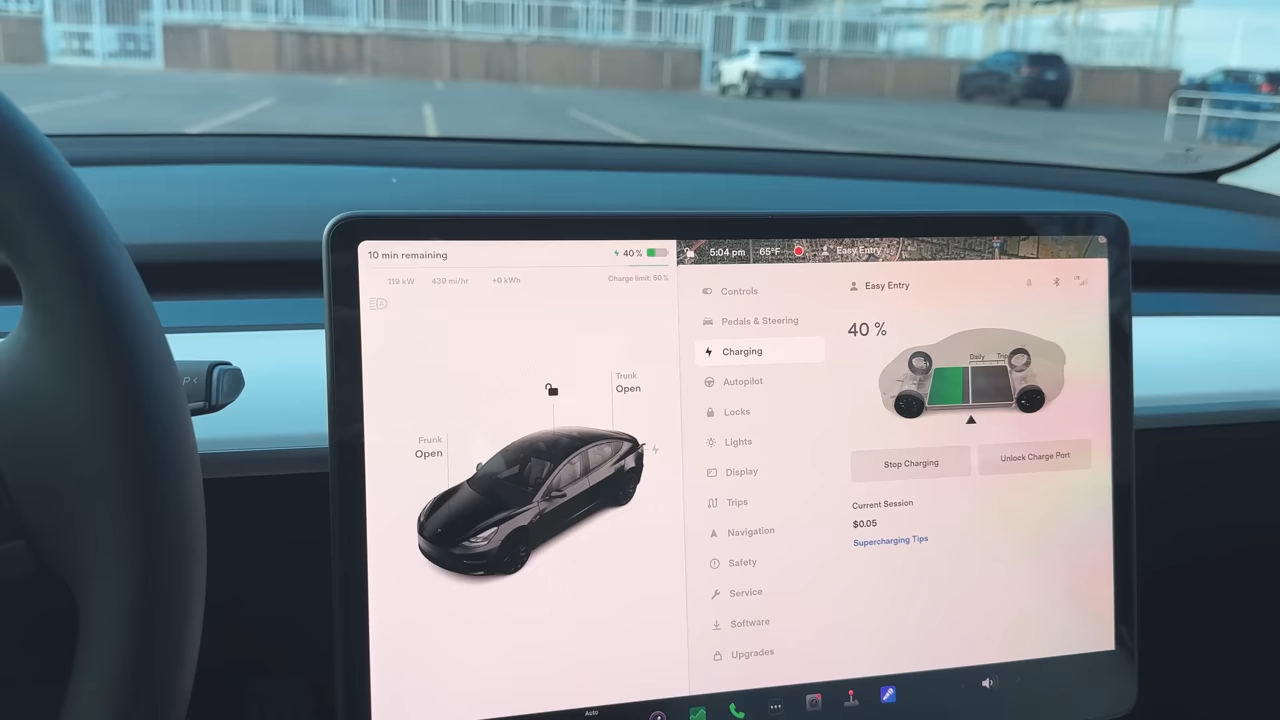 10 min remaining
40 %
119 kW 439 mi/hr +0 kWh
Charge limit: 50 %
Trunk
Open
Frunk
Open
5:04 pm 65°F Easy Entry
Controls
Pedals & Steering
Charging
Autopilot
Locks
Lights
Display
Trips
Navigation
Safety
Service
Software
Upgrades
Easy Entry
LTE
40 %
Daily Trip
Stop Charging
Unlock Charge Port
Current Session
$0.05
Supercharging Tips
P
Auto